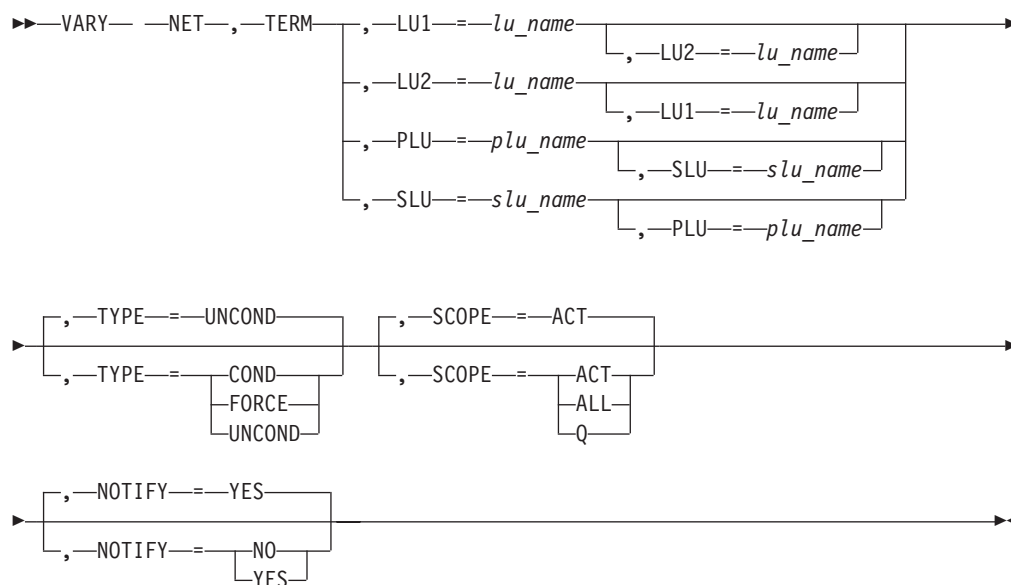 VARY NET , TERM , LU1 = lu_name
, LU2 = lu_name
, LU2 = lu_name
, LU1 = lu_name
, PLU = plu_name
, SLU = slu_name
, SLU = slu_name
, PLU = plu_name
, TYPE = UNCOND , SCOPE = ACT
, TYPE = COND , SCOPE = ACT
FORCE ALL
UNCOND Q
, NOTIFY = YES
, NOTIFY = NO
YES